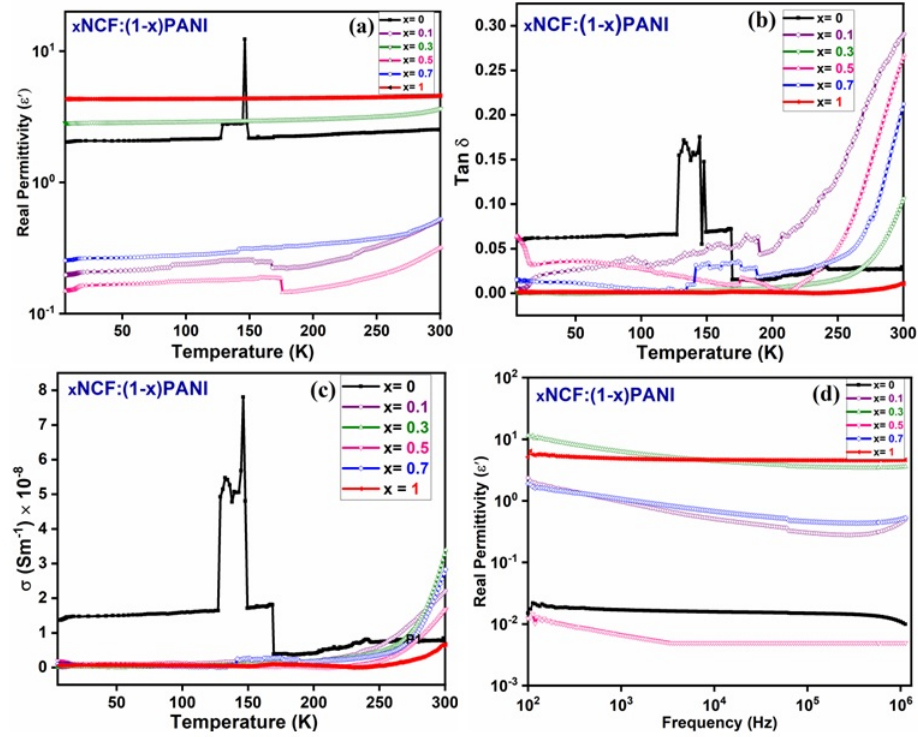 xNCF:(1-x)PANI
(a)
x= 0
x= 0.1
x= 0.3
x= 0.5
x= 0.7
x= 1
Real Permittivity (ε′)
10¹
10⁰
10⁻¹
50 100 150 200 250 300
Temperature (K)
xNCF:(1-x)PANI
(b)
x= 0
x= 0.1
x= 0.3
x= 0.5
x= 0.7
x= 1
Tan δ
0.30
0.25
0.20
0.15
0.10
0.05
0.00
50 100 150 200 250 300
Temperature (K)
xNCF:(1-x)PANI
(c)
x= 0
x= 0.1
x= 0.3
x= 0.5
x= 0.7
x = 1
σ (Sm⁻¹) × 10⁻⁸
8
7
6
5
4
3
2
1
0
P1
50 100 150 200 250 300
Temperature (K)
xNCF:(1-x)PANI
(d)
x= 0
x= 0.1
x= 0.3
x= 0.5
x= 0.7
x= 1
Real Permittivity (ε′)
10²
10¹
10⁰
10⁻¹
10⁻²
10⁻³
10² 10³ 10⁴ 10⁵ 10⁶
Frequency (Hz)